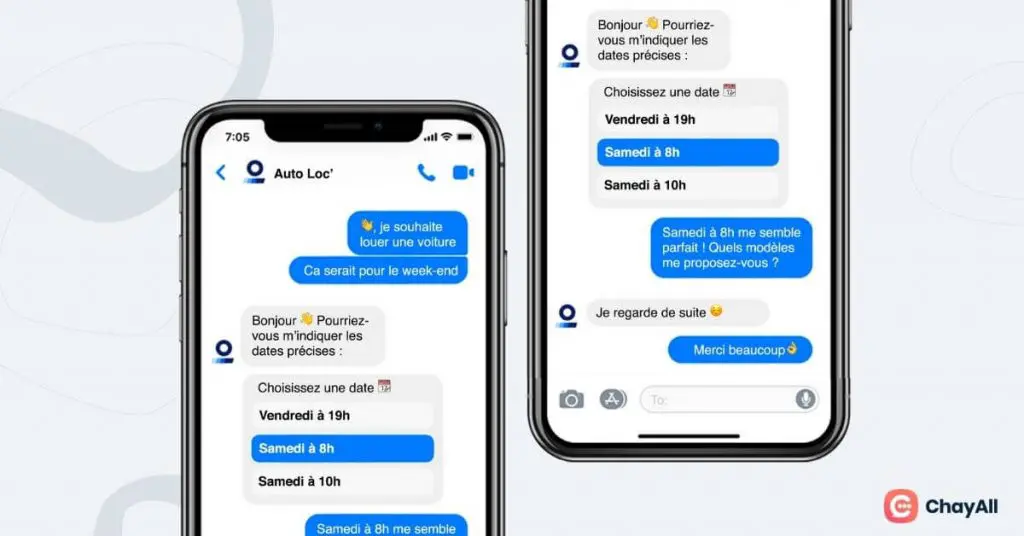 7:05
Auto Loc'
👋, je souhaite
louer une voiture
Ca serait pour le week-end
Bonjour 👋 Pourriez-
vous m'indiquer les
dates précises :
Choisissez une date 📆
Vendredi à 19h
Samedi à 8h
Samedi à 10h
Samedi à 8h me semble
Bonjour 👋 Pourriez-
vous m'indiquer les
dates précises :
Choisissez une date 📆
Vendredi à 19h
Samedi à 8h
Samedi à 10h
Samedi à 8h me semble
parfait ! Quels modèles
me proposez-vous ?
Je regarde de suite ☺️
Merci beaucoup👌
To:
ChayAll